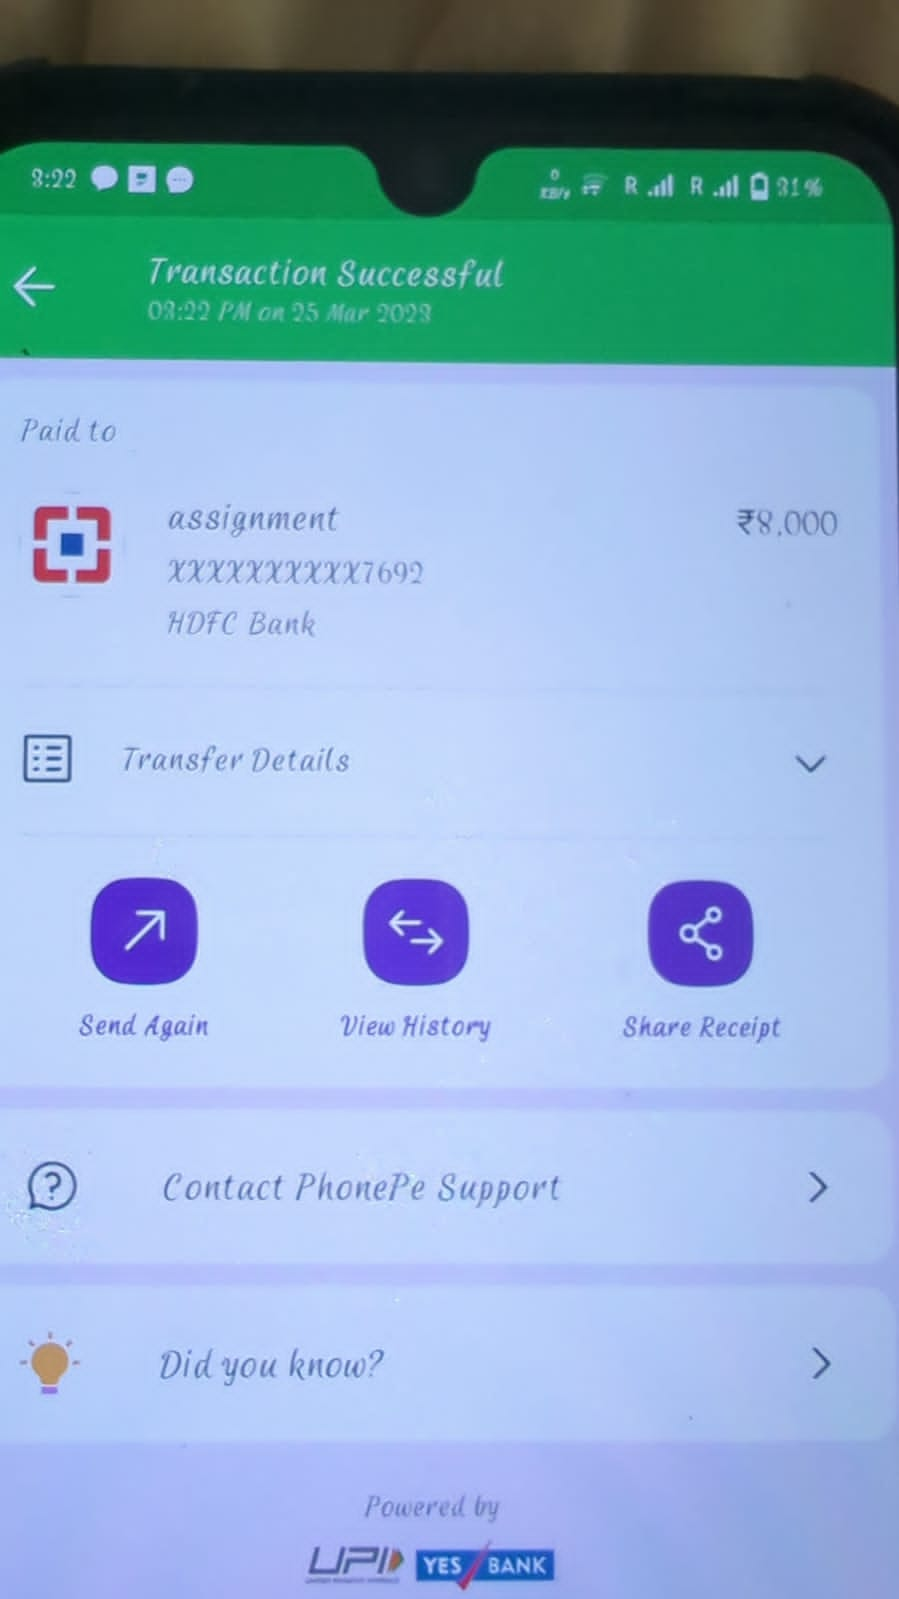 3:22
0
KB/s
R
R
31%
Transaction Successful
03:22 PM on 25 Mar 2023
Paid to
assignment
₹8,000
XXXXXXXXXX7692
HDFC Bank
Transfer Details
Send Again
View History
Share Receipt
Contact PhonePe Support
Did you know?
Powered by
UPI
YES BANK